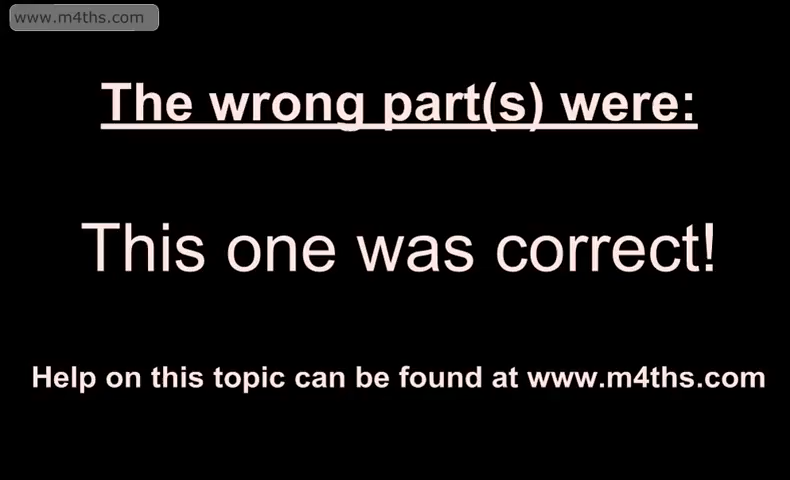 www.m4ths.com
The wrong part(s) were:
This one was correct!
Help on this topic can be found at www.m4ths.com